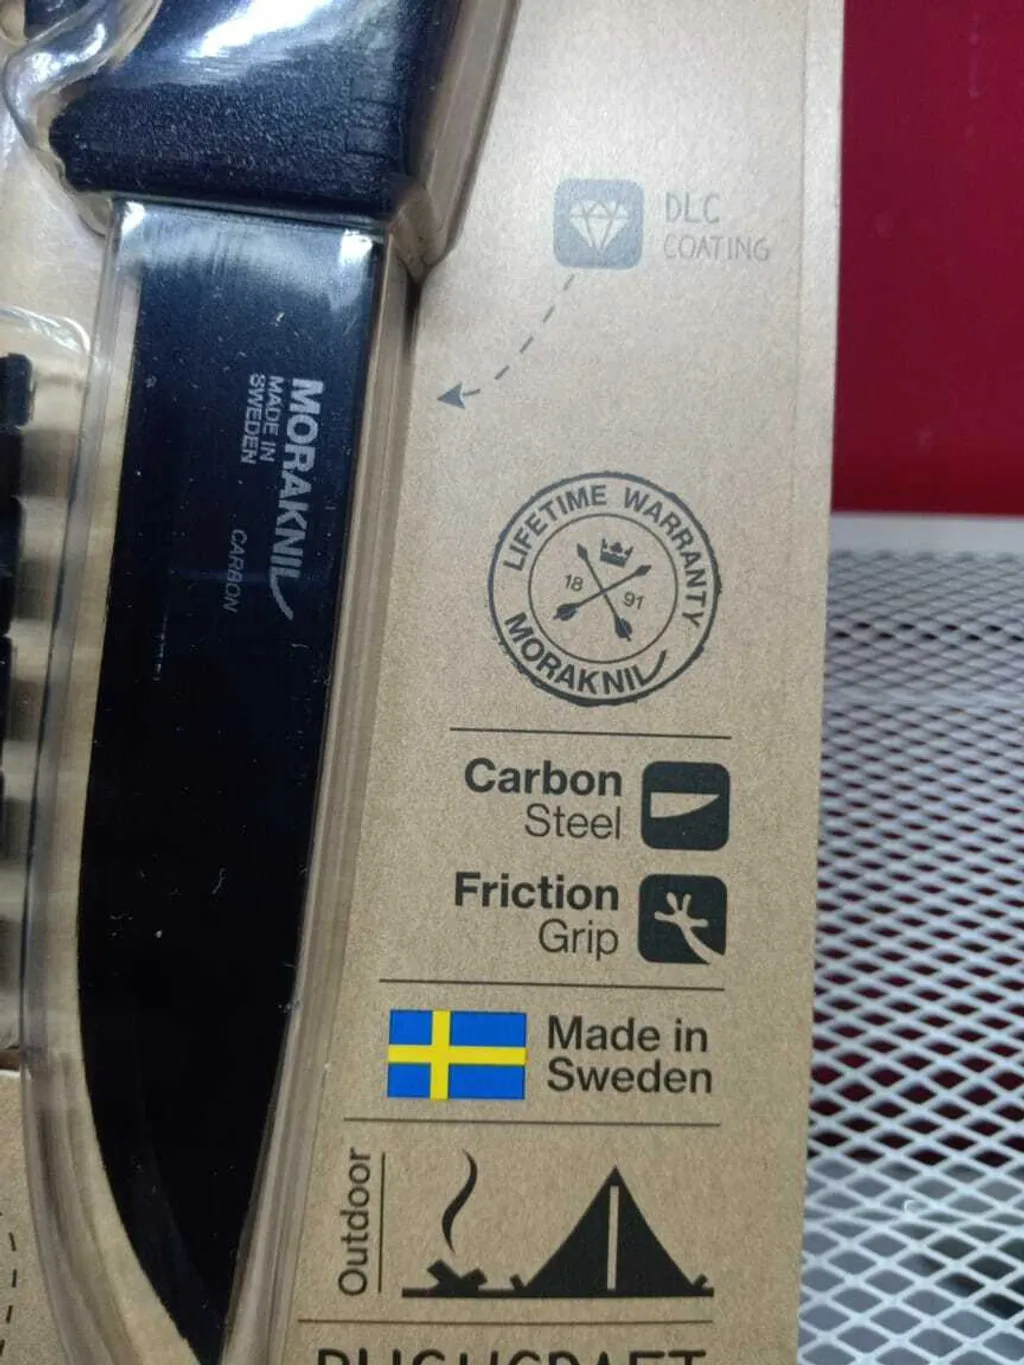 DLC
COATING
MORAKNIV
MADE IN
SWEDEN
CARBON
LIFETIME WARRANTY
18 91
MORAKNIV
Carbon
Steel
Friction
Grip
Made in
Sweden
Outdoor
BUSHCRAFT